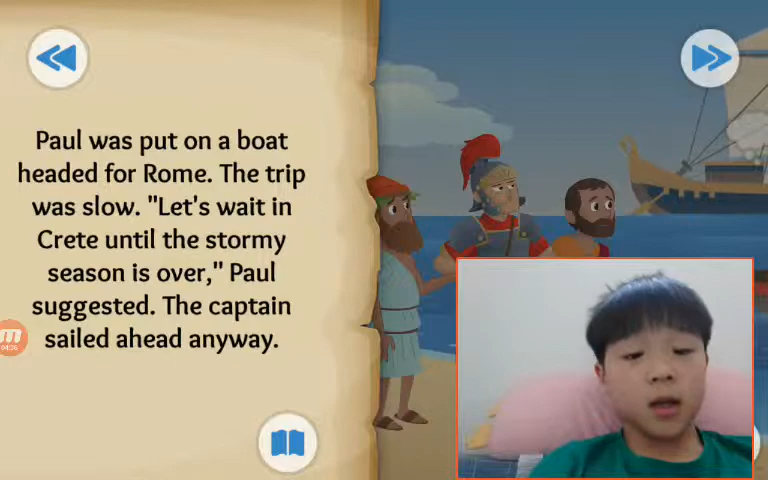 Paul was put on a boat
headed for Rome. The trip
was slow. "Let's wait in
Crete until the stormy
season is over," Paul
suggested. The captain
sailed ahead anyway.